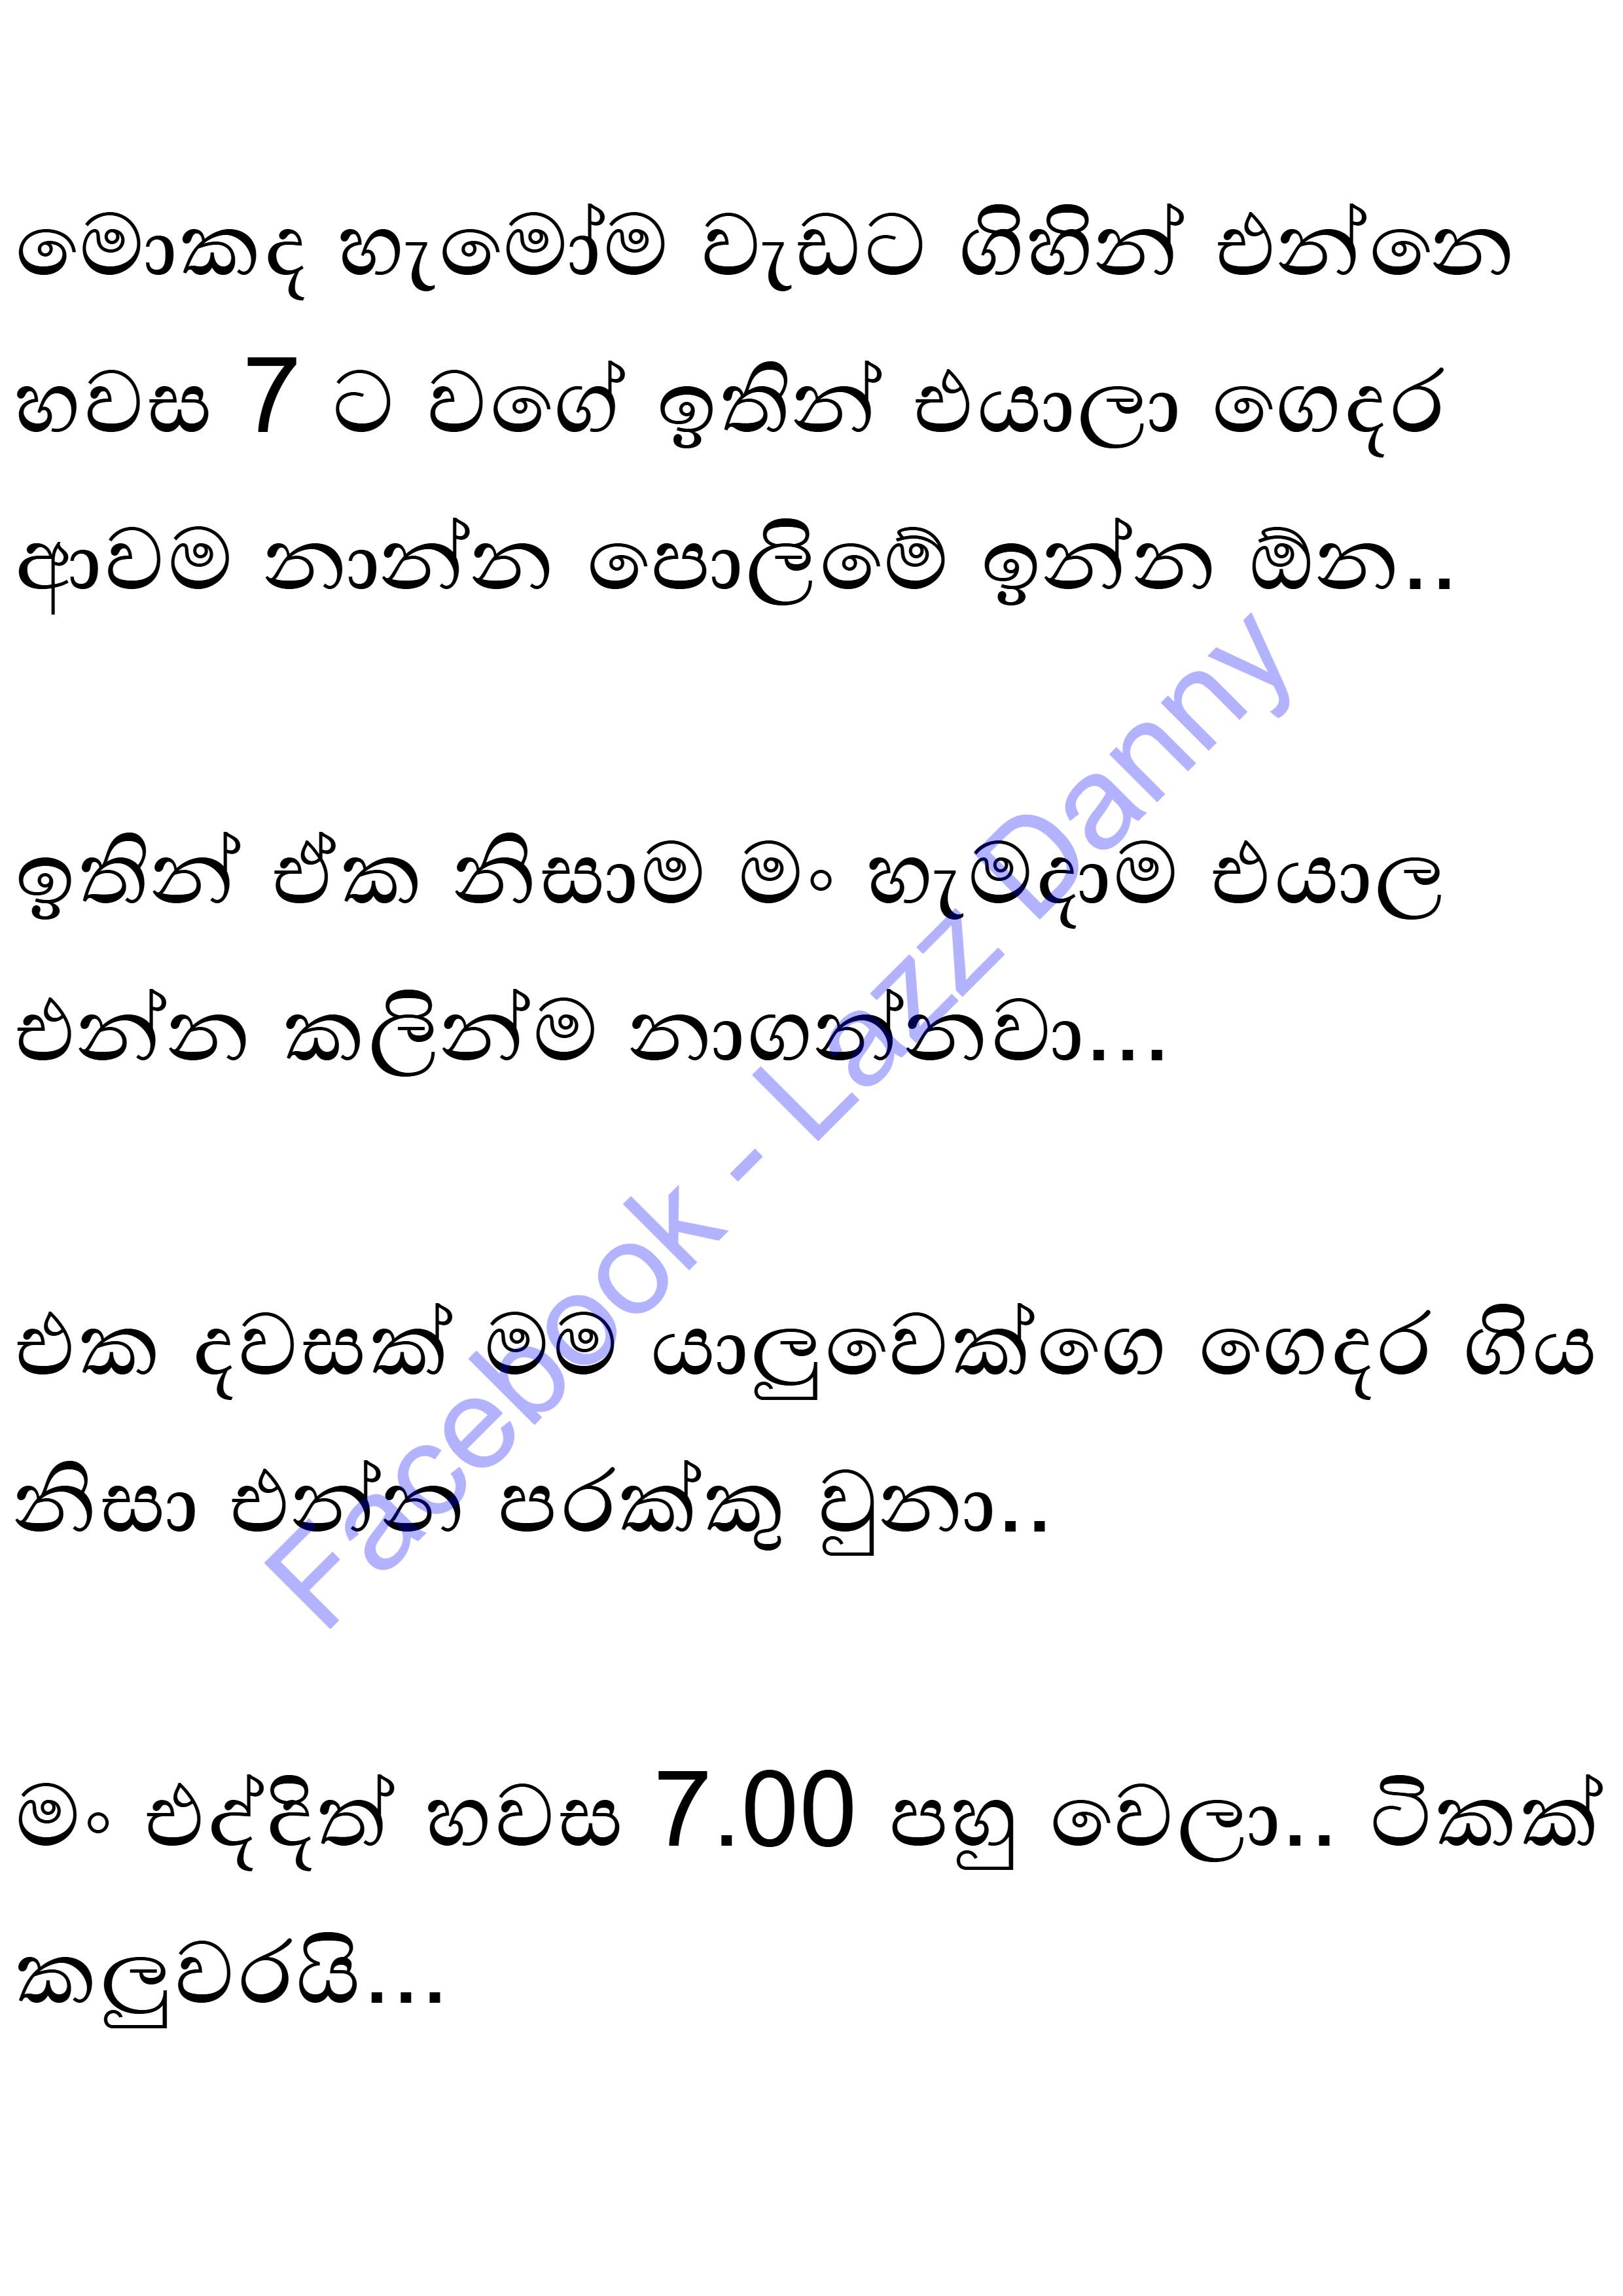 මොකද හැමෝම වැඩට ගිහින් එන්නෙ
හවස 7 ට වගේ ඉතින් එයාලා ගෙදර
ආවම නාන්න පොලිමේ ඉන්න ඕන..
ඉතින් ඒක නිසාම මං හැමදාම එයාල
එන්න කලින්ම නාගන්නවා...
එක දවසක් මම යාලුවෙක්ගෙ ගෙදර ගිය
නිසා එන්න පරක්කු වුනා..
මං එද්දිත් හවස 7.00 පහු වෙලා.. ටිකක්
කලුවරයි...
Facebook - Lazz Danny